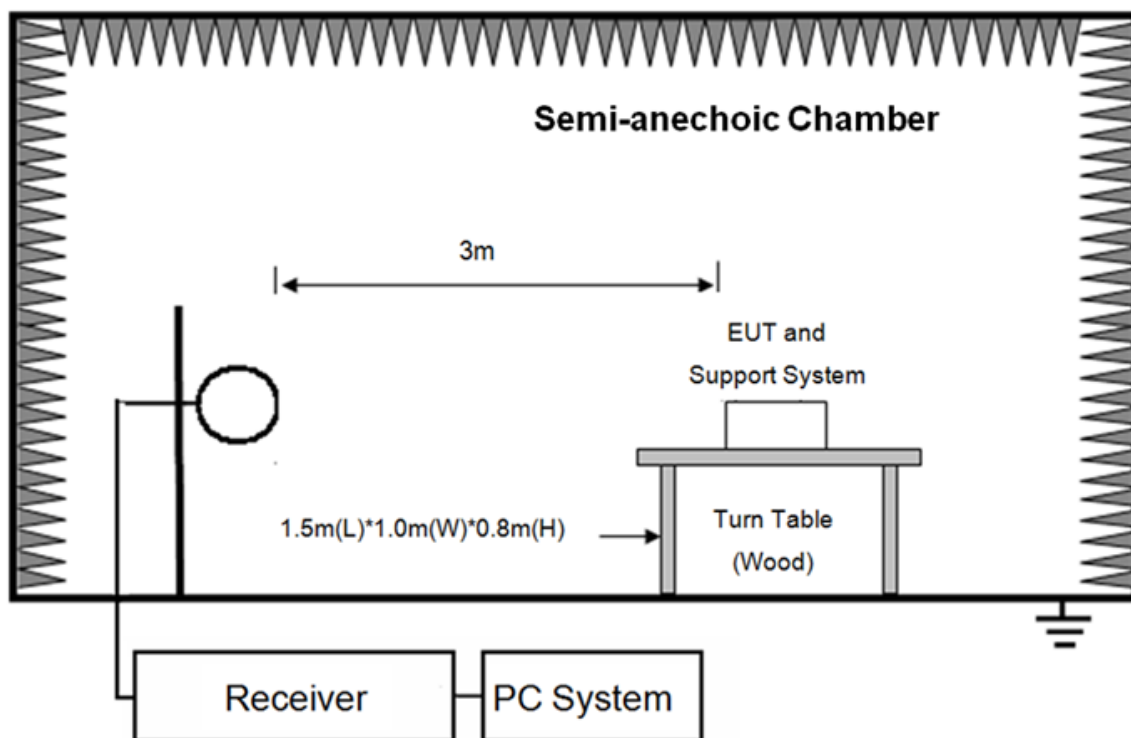 Semi-anechoic Chamber
3m
EUT and
Support System
1.5m(L)*1.0m(W)*0.8m(H)
Turn Table
(Wood)
Receiver
PC System